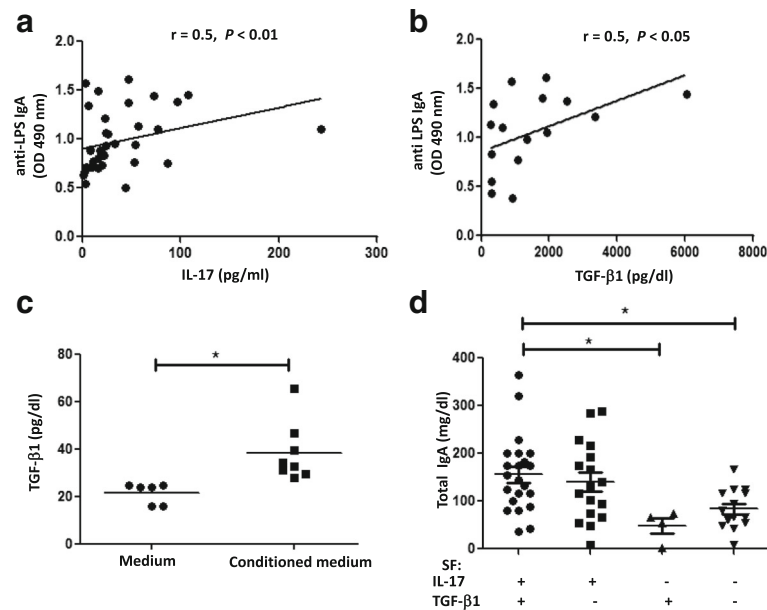 a
r = 0.5, P < 0.01
anti-LPS IgA
(OD 490 nm)
2.0
1.5
1.0
0.5
0.0
0
100
200
300
IL-17 (pg/ml)
b
r = 0.5, P < 0.05
anti LPS IgA
(OD 490 nm)
2.0
1.5
1.0
0.5
0.0
0
2000
4000
6000
8000
TGF-β1 (pg/dl)
c
*
TGF-β1 (pg/dl)
80
60
40
20
0
Medium
Conditioned medium
d
*
*
Total IgA (mg/dl)
400
300
200
100
0
SF:
IL-17 + + - -
TGF-β1 + - + -